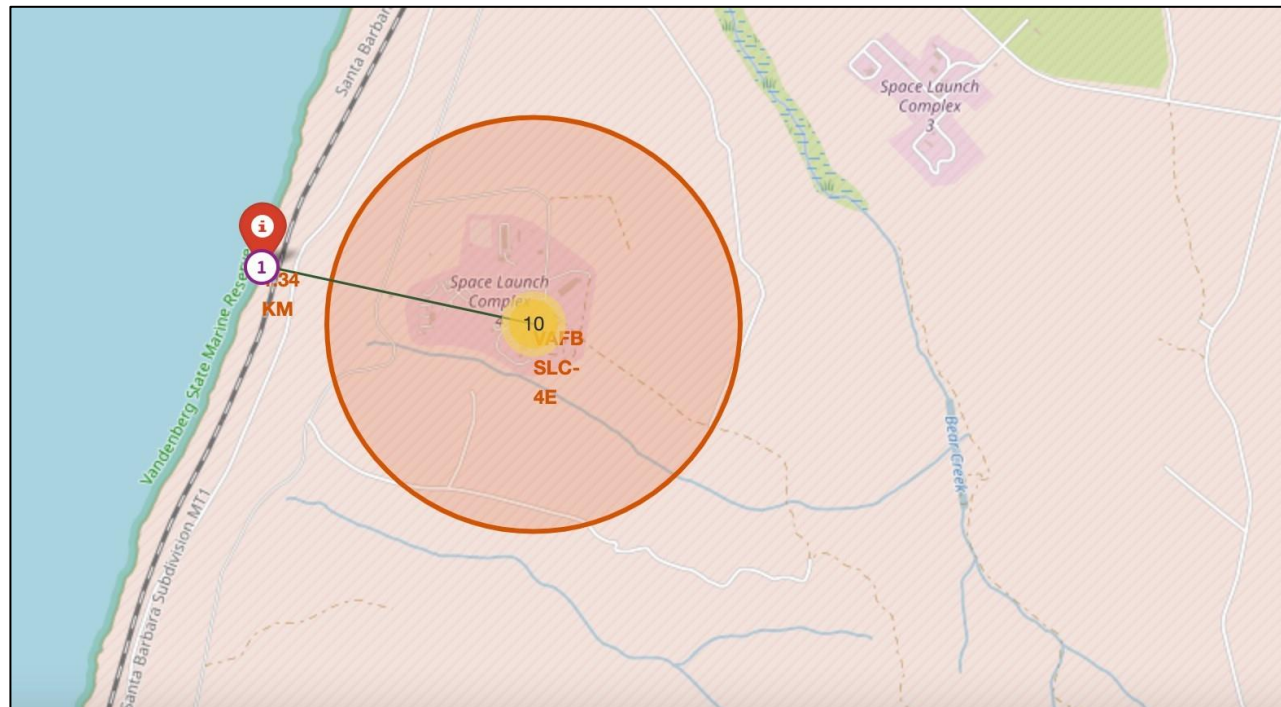 Santa Barbar
Space Launch
Complex
3
i
1
.34
KM
Space Launch
Complex
10
VAFB
SLC-
4E
Vandenberg State Marine Reserve
Bear Creek
Santa Barbara Subdivision MT1